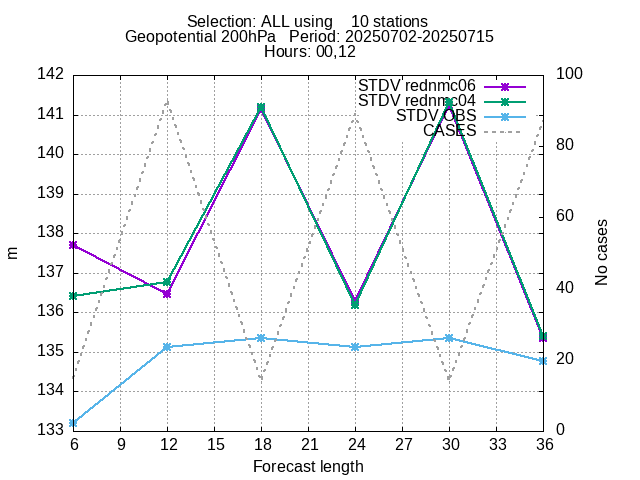 Selection: ALL using    10 stations
Geopotential 200hPa   Period: 20250702-20250715
Hours: 00,12
STDV rednmc06
STDV rednmc04
STDV OBS
CASES
142
141
140
139
138
137
136
135
134
133
100
80
60
40
20
0
m
No cases
6 9 12 15 18 21 24 27 30 33 36
Forecast length